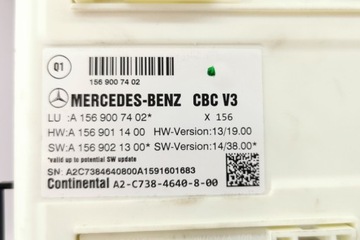 Q1
156 900 74 02
MERCEDES-BENZ CBC V3
LU :A 156 900 74 02* X 156
HW:A 156 901 14 00 HW-Version:13/19.00
SW:A 156 902 13 00* SW-Version:14/38.00*
*valid up to potential SW update
SN: A2C7384640800A1591601683
Continental A2-C738-4640-8-00